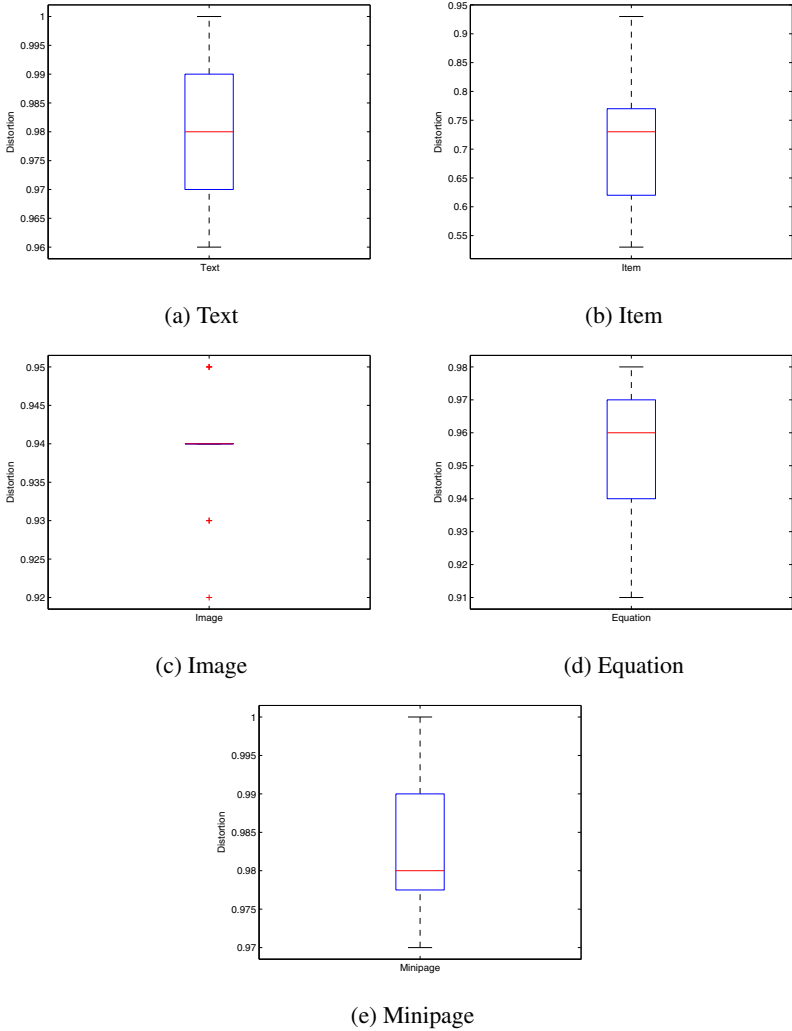 1
0.995
0.99
0.985
0.98
0.975
0.97
0.965
0.96
Distortion
Text
(a) Text
0.95
0.9
0.85
0.8
0.75
0.7
0.65
0.6
0.55
Distortion
Item
(b) Item
0.95
0.945
0.94
0.935
0.93
0.925
0.92
Distortion
Image
(c) Image
0.98
0.97
0.96
0.95
0.94
0.93
0.92
0.91
Distortion
Equation
(d) Equation
1
0.995
0.99
0.985
0.98
0.975
0.97
Distortion
Minipage
(e) Minipage